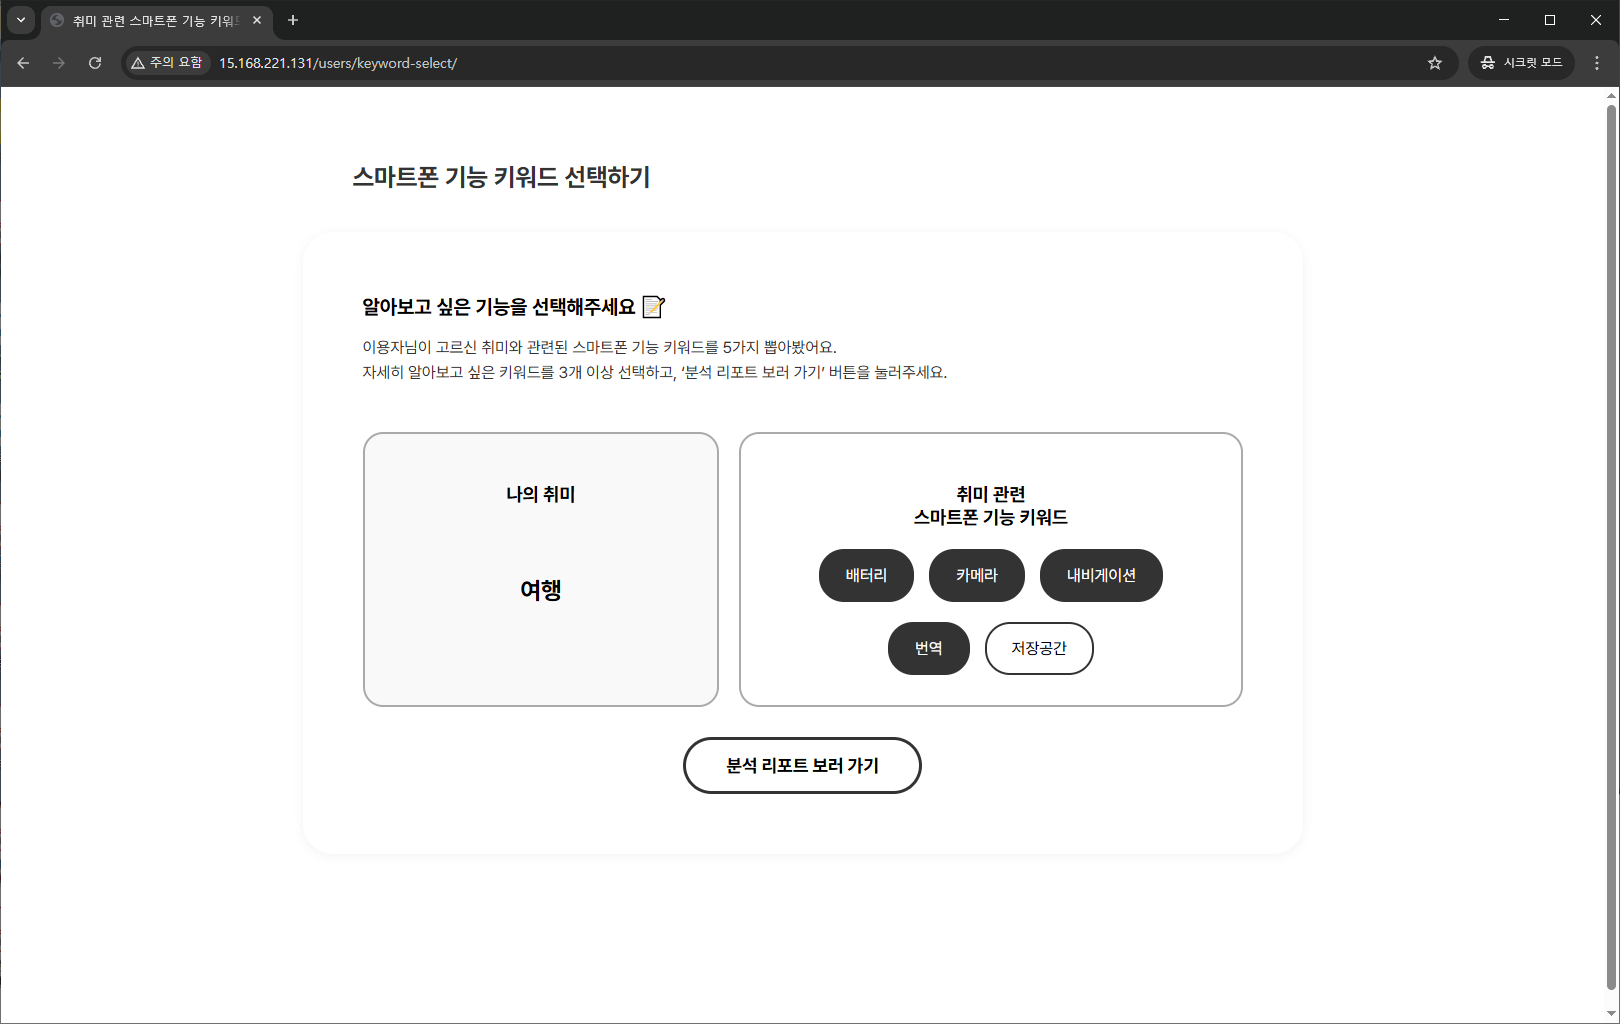 취미 관련 스마트폰 기능 키워
주의 요함
15.168.221.131/users/keyword-select/
시크릿 모드
스마트폰 기능 키워드 선택하기
알아보고 싶은 기능을 선택해주세요 📝
이용자님이 고르신 취미와 관련된 스마트폰 기능 키워드를 5가지 뽑아봤어요.
자세히 알아보고 싶은 키워드를 3개 이상 선택하고, ‘분석 리포트 보러 가기’ 버튼을 눌러주세요.
나의 취미
여행
취미 관련
스마트폰 기능 키워드
배터리
카메라
내비게이션
번역
저장공간
분석 리포트 보러 가기